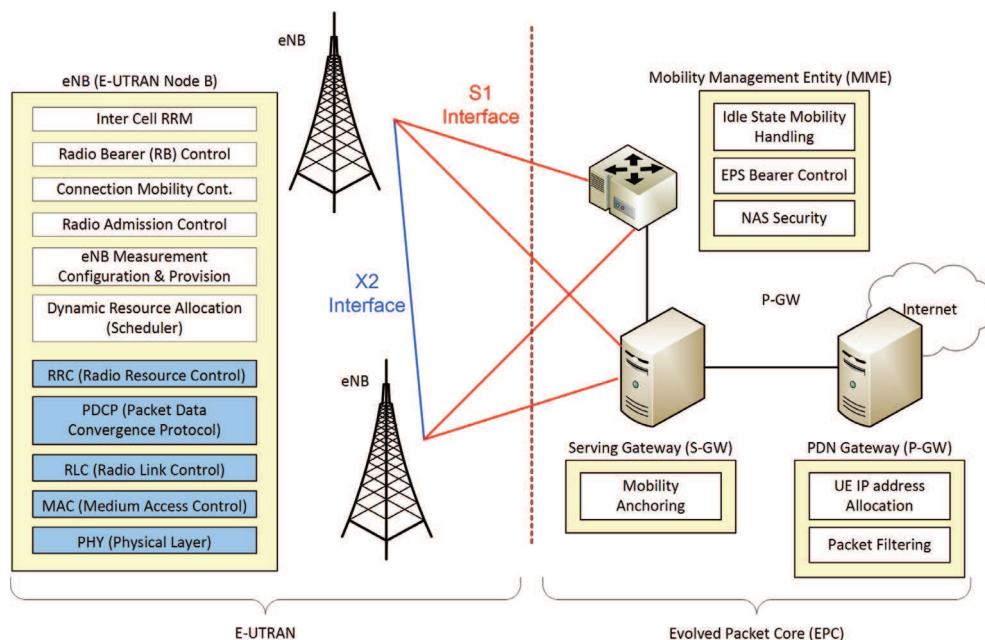 eNB (E-UTRAN Node B)
Inter Cell RRM
Radio Bearer (RB) Control
Connection Mobility Cont.
Radio Admission Control
eNB Measurement
Configuration & Provision
Dynamic Resource Allocation
(Scheduler)
RRC (Radio Resource Control)
PDCP (Packet Data
Convergence Protocol)
RLC (Radio Link Control)
MAC (Medium Access Control)
PHY (Physical Layer)
eNB
S1
Interface
X2
Interface
eNB
Mobility Management Entity (MME)
Idle State Mobility
Handling
EPS Bearer Control
NAS Security
P-GW
Internet
Serving Gateway (S-GW)
Mobility
Anchoring
PDN Gateway (P-GW)
UE IP address
Allocation
Packet Filtering
E-UTRAN
Evolved Packet Core (EPC)